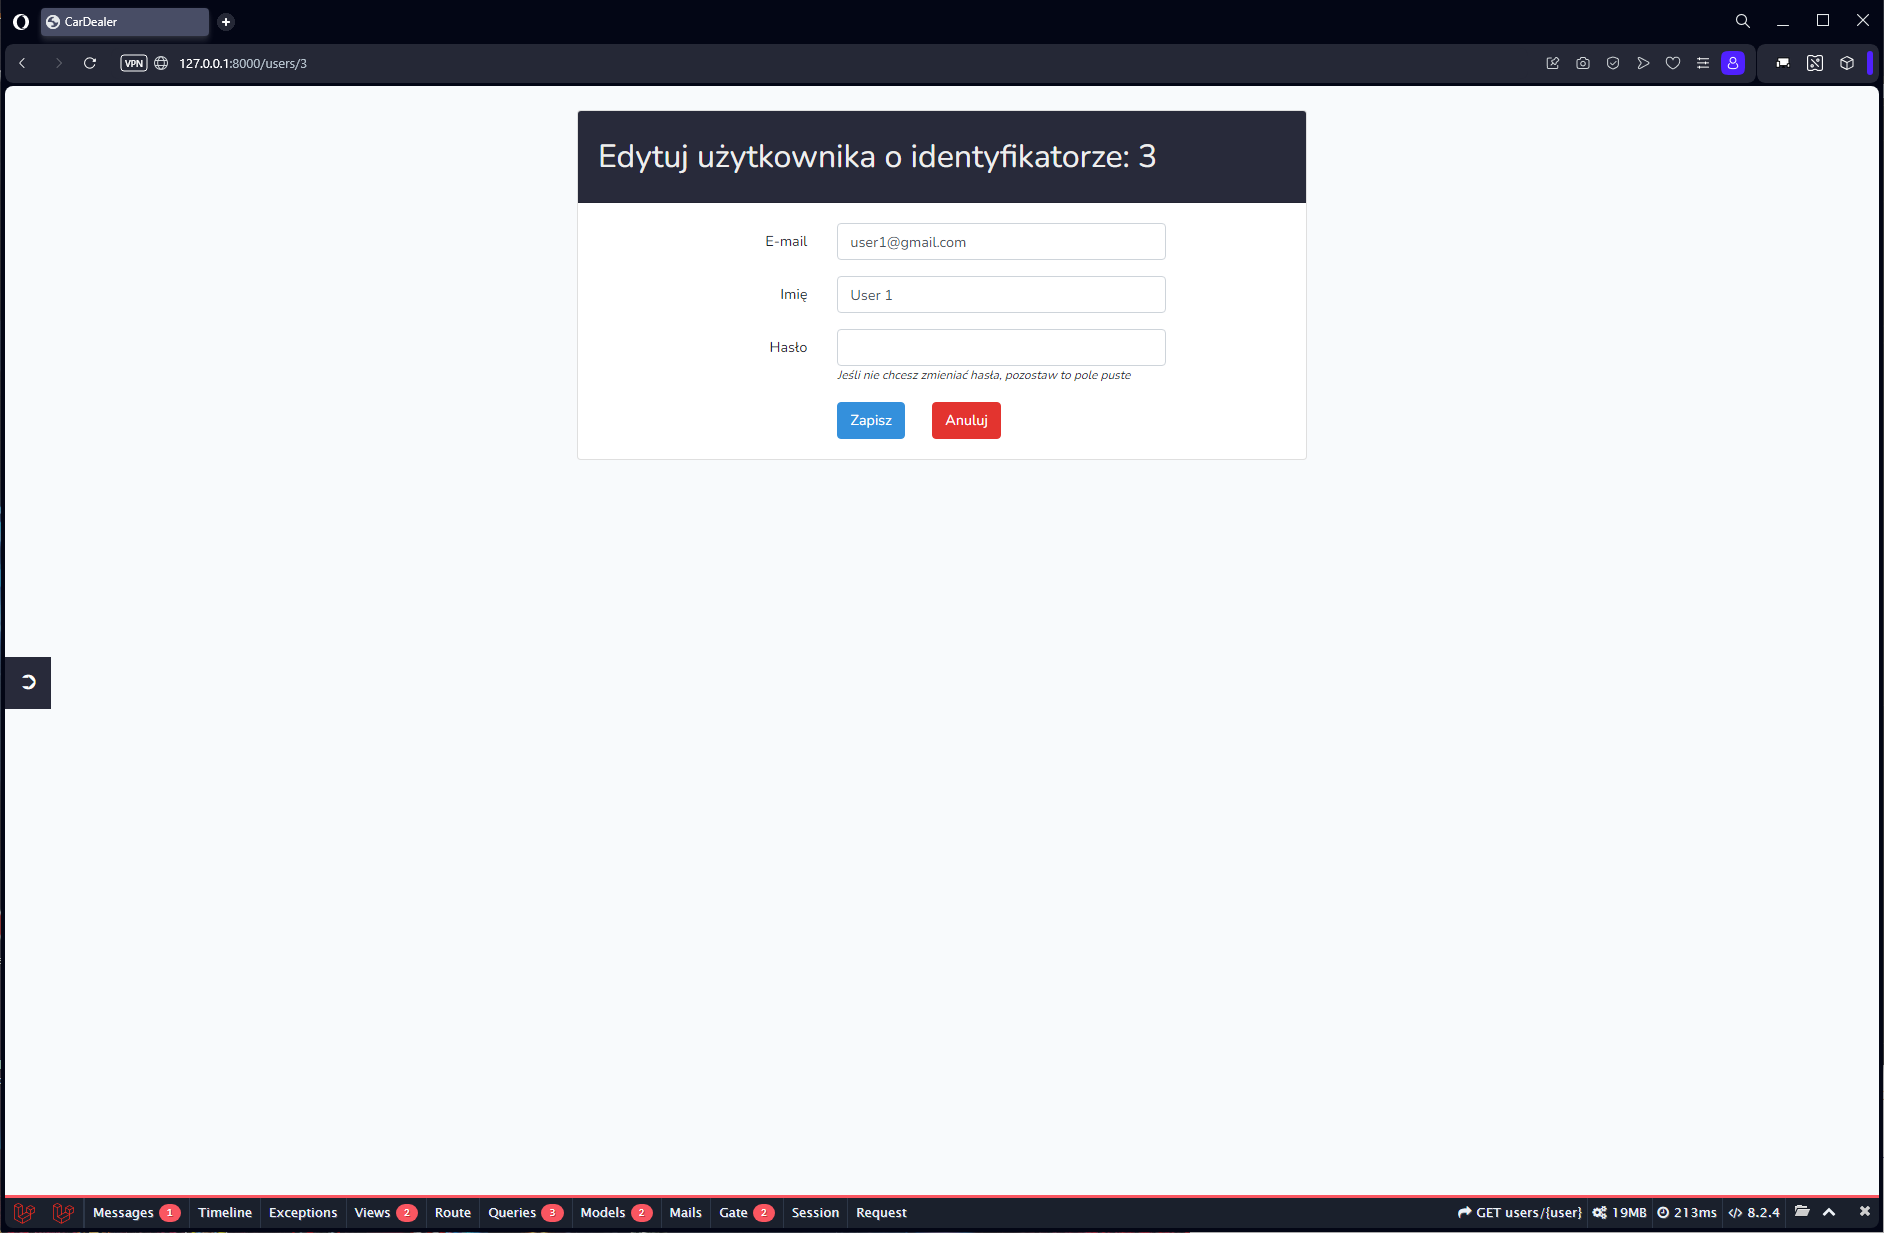 CarDealer
VPN
127.0.0.1:8000/users/3
Edytuj użytkownika o identyfikatorze: 3
E-mail
user1@gmail.com
Imię
User 1
Hasło
Jeśli nie chcesz zmieniać hasła, pozostaw to pole puste
Zapisz Anuluj
Messages 1 Timeline Exceptions Views 2 Route Queries 3 Models 2 Mails Gate 2 Session Request GET users/{user} 19MB 213ms </> 8.2.4